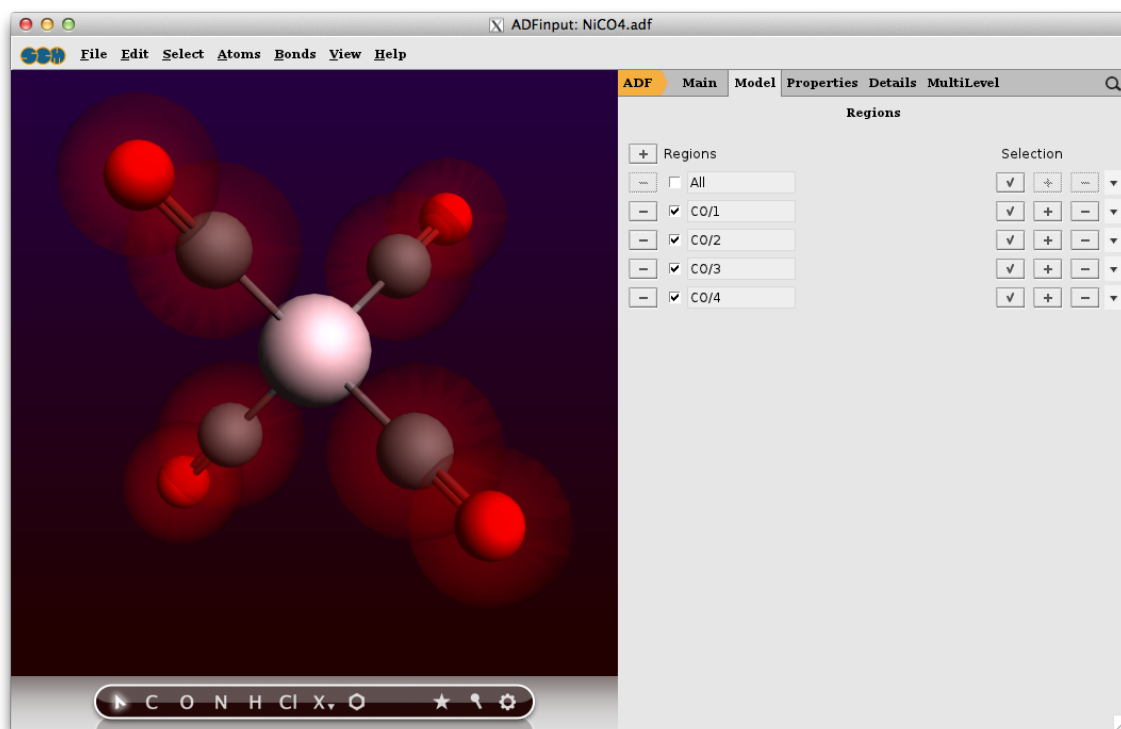 X ADFinput: NiCO4.adf
SCM File Edit Select Atoms Bonds View Help
ADF Main Model Properties Details MultiLevel
Regions
+ Regions Selection
All
CO/1
CO/2
CO/3
CO/4
C O N H Cl X